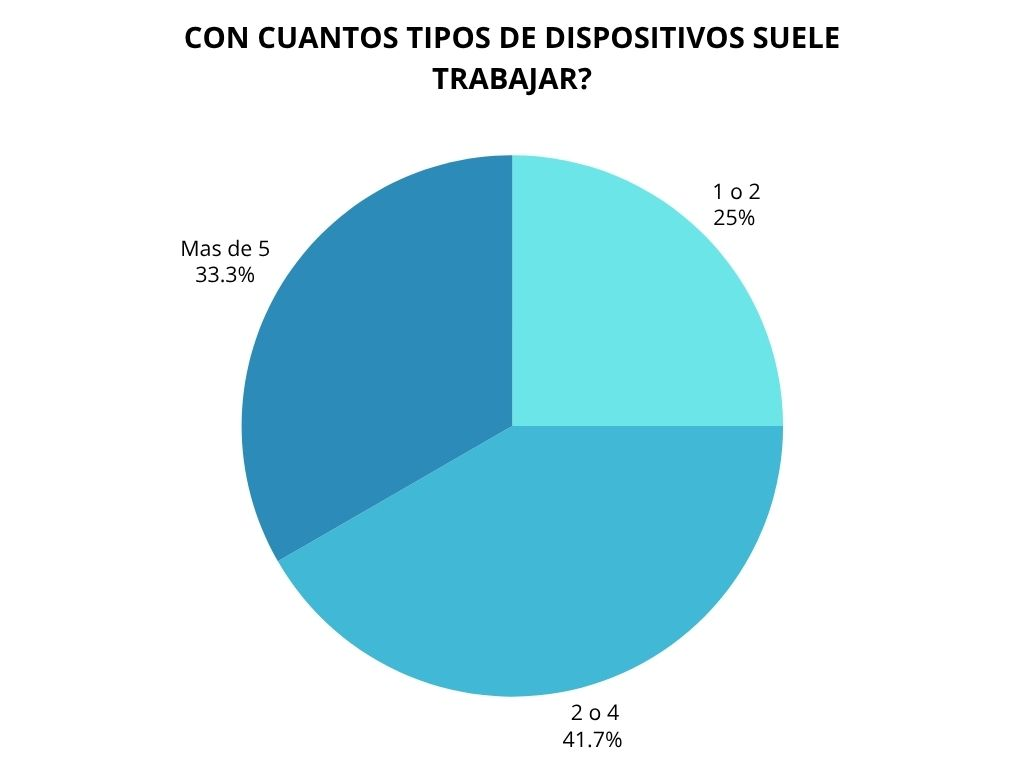 CON CUANTOS TIPOS DE DISPOSITIVOS SUELE
TRABAJAR?
1 o 2
25%
Mas de 5
33.3%
2 o 4
41.7%